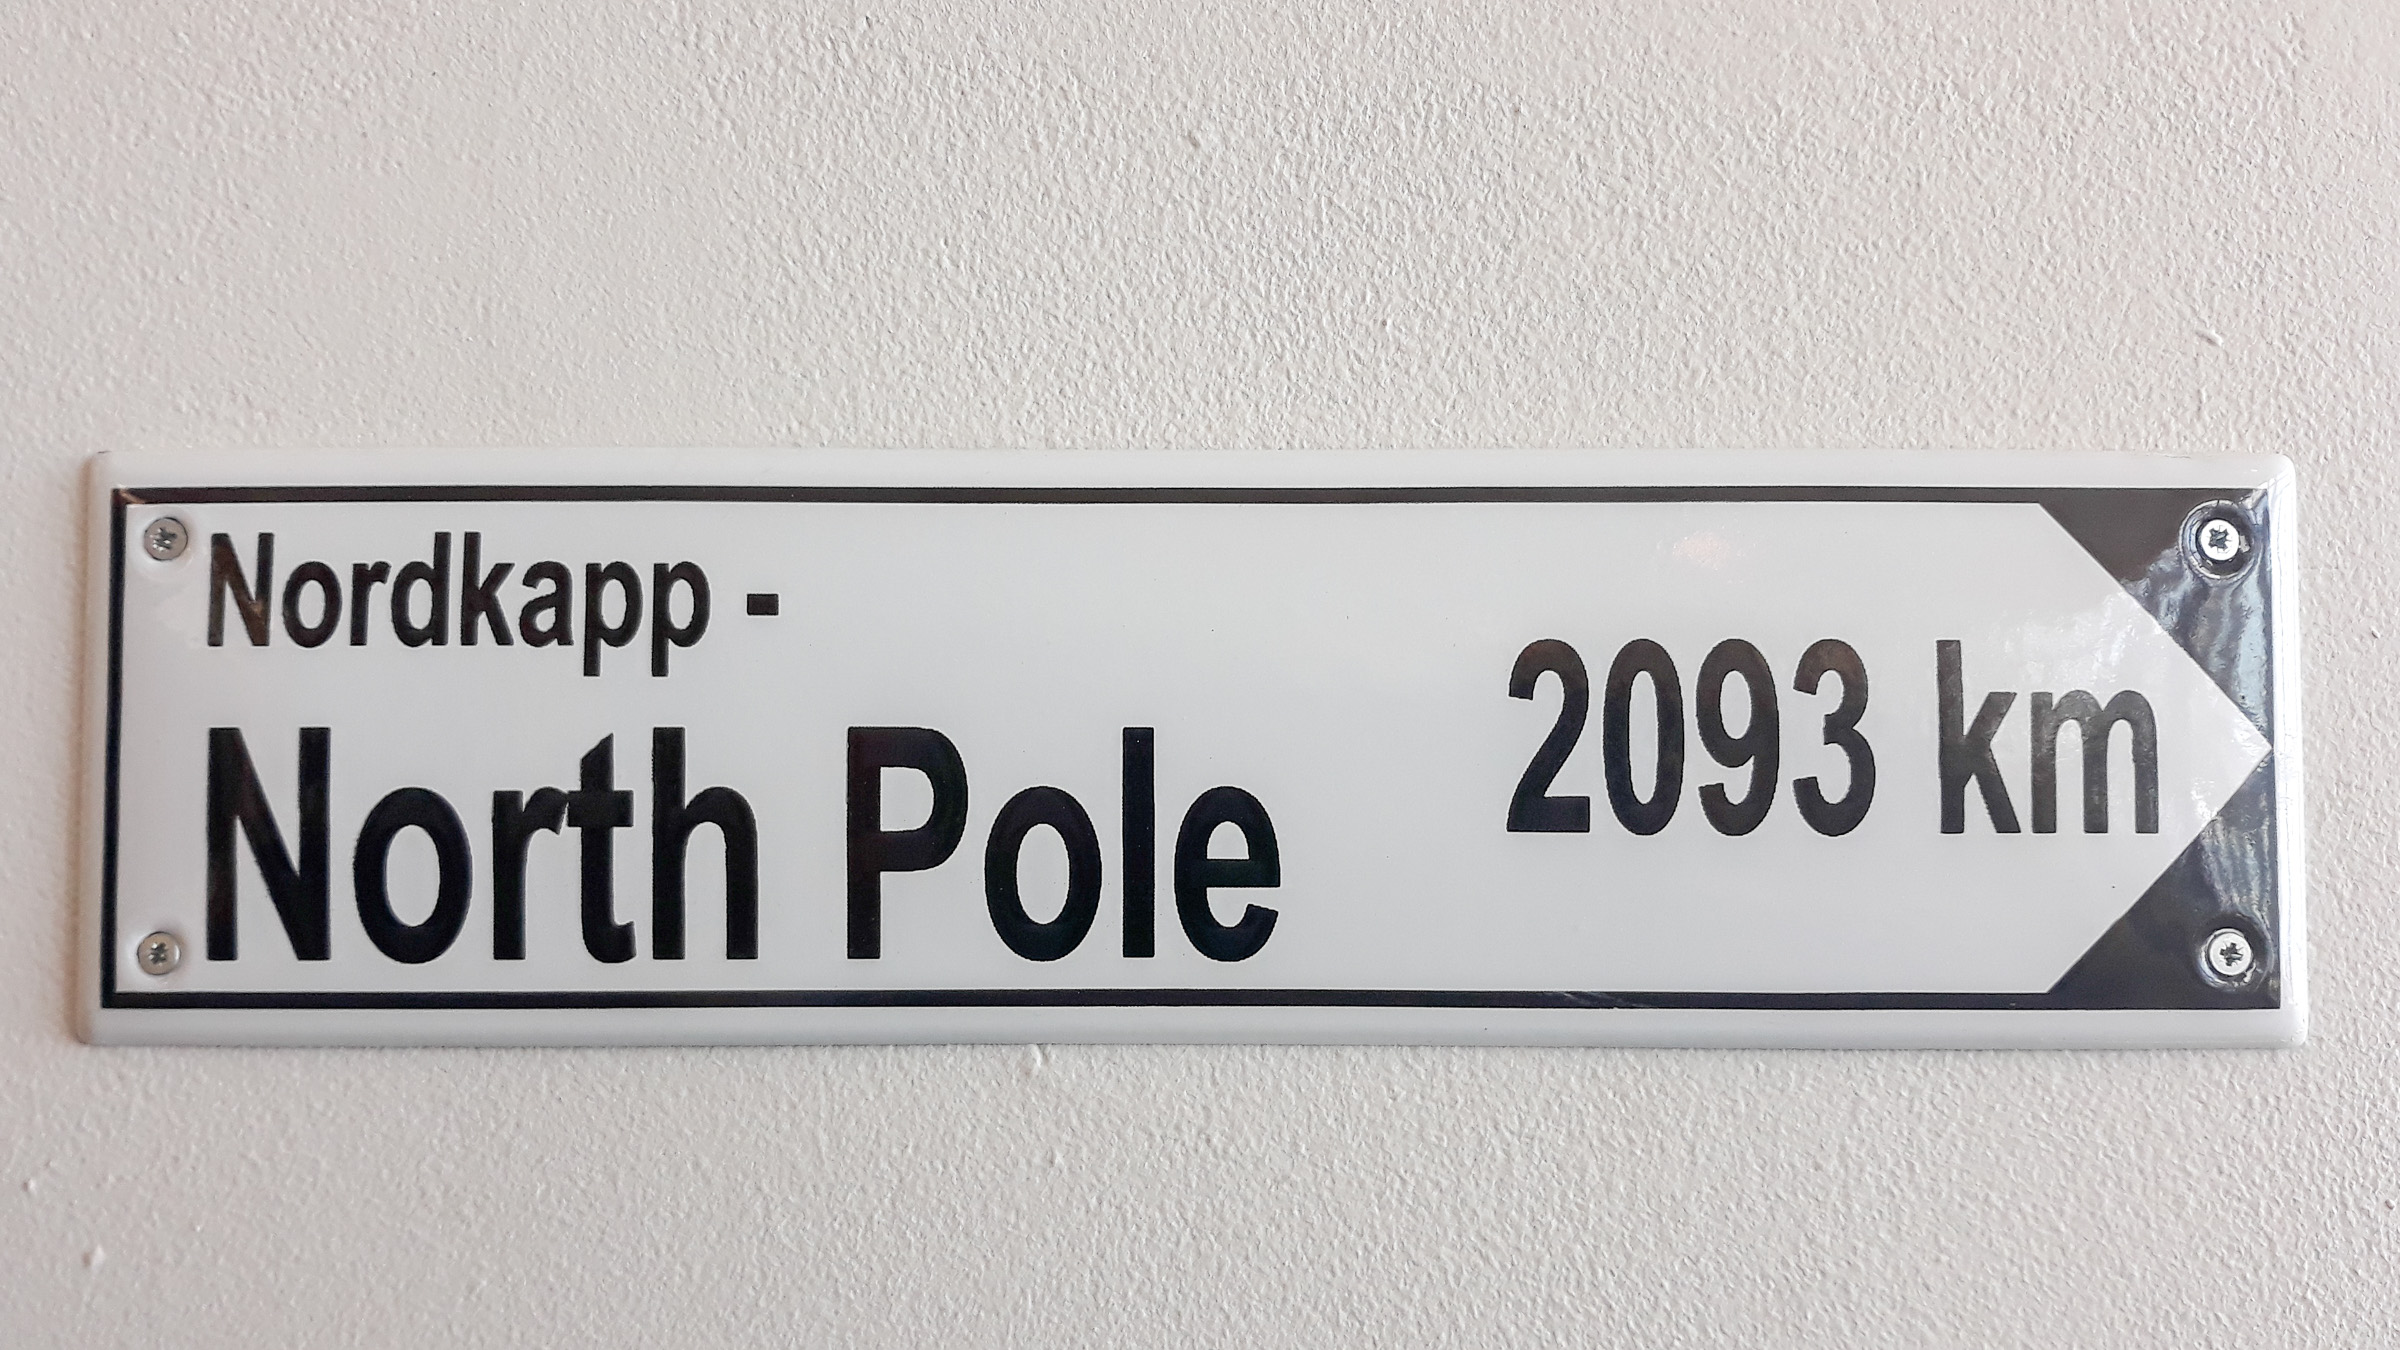 Nordkapp -
North Pole
2093 km